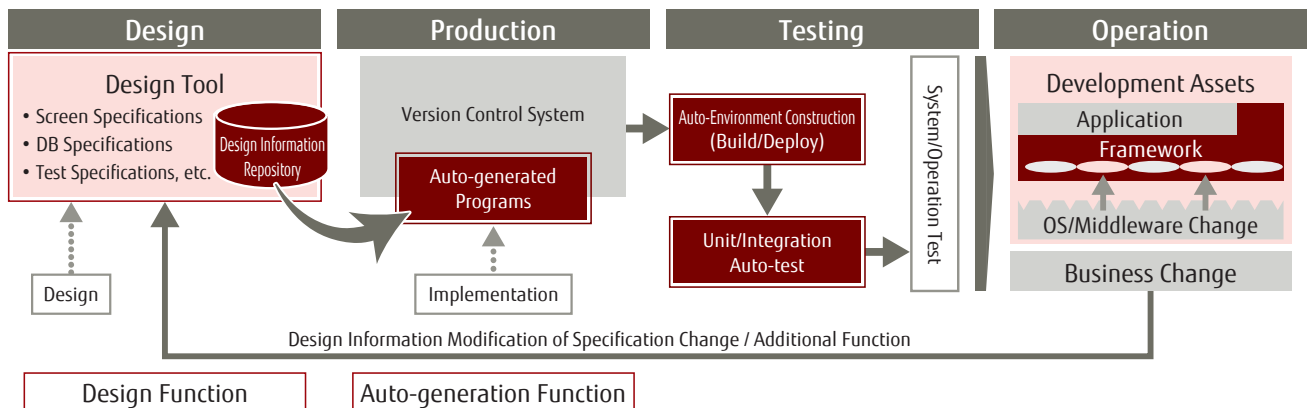 Design
Production
Testing
Operation
Design Tool
• Screen Specifications
• DB Specifications
• Test Specifications, etc.
Design Information
Repository
Design
Version Control System
Auto-generated
Programs
Implementation
Auto-Environment Construction
(Build/Deploy)
Unit/Integration
Auto-test
System/Operation Test
Development Assets
Application
Framework
OS/Middleware Change
Business Change
Design Information Modification of Specification Change / Additional Function
Design Function
Auto-generation Function